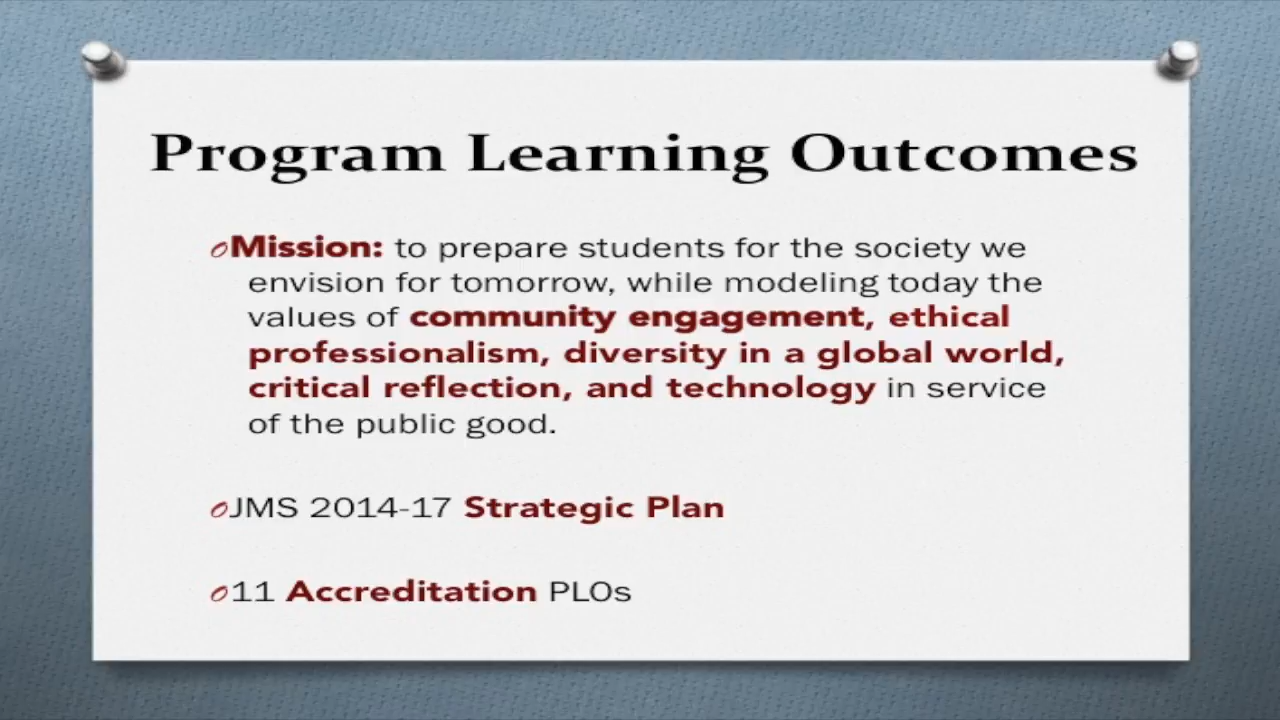 Program Learning Outcomes
Mission: to prepare students for the society we
envision for tomorrow, while modeling today the
values of community engagement, ethical
professionalism, diversity in a global world,
critical reflection, and technology in service
of the public good.
JMS 2014-17 Strategic Plan
11 Accreditation PLOs